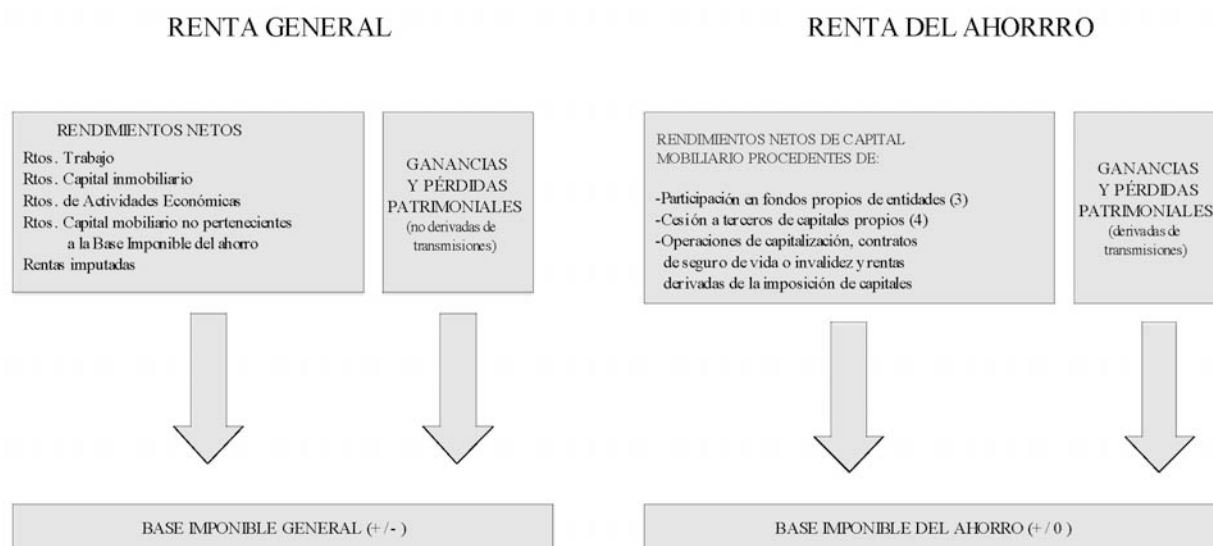 RENTA GENERAL
RENDIMIENTOS NETOS
Rtos. Trabajo
Rtos. Capital inmobiliario
Rtos. de Actividades Económicas
Rtos. Capital mobiliario no pertenecientes
a la Base Imponible del ahorro
Rentas imputadas
GANANCIAS
Y PÉRDIDAS
PATRIMONIALES
(no derivadas de
transmisiones)
BASE IMPONIBLE GENERAL (+/-)
RENTA DEL AHORRRO
RENDIMIENTOS NETOS DE CAPITAL
MOBILIARIO PROCEDENTES DE:
-Participación en fondos propios de entidades (3)
-Cesión a terceros de capitales propios (4)
-Operaciones de capitalización, contratos
de seguro de vida o invalidez y rentas
derivadas de la imposición de capitales
GANANCIAS
Y PÉRDIDAS
PATRIMONIALES
(derivadas de
transmisiones)
BASE IMPONIBLE DEL AHORRO (+/0)